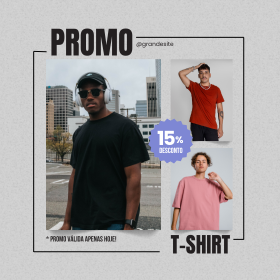 PROMO
@grandesite
15%
DESCONTO
* PROMO VÁLIDA APENAS HOJE!
T-SHIRT